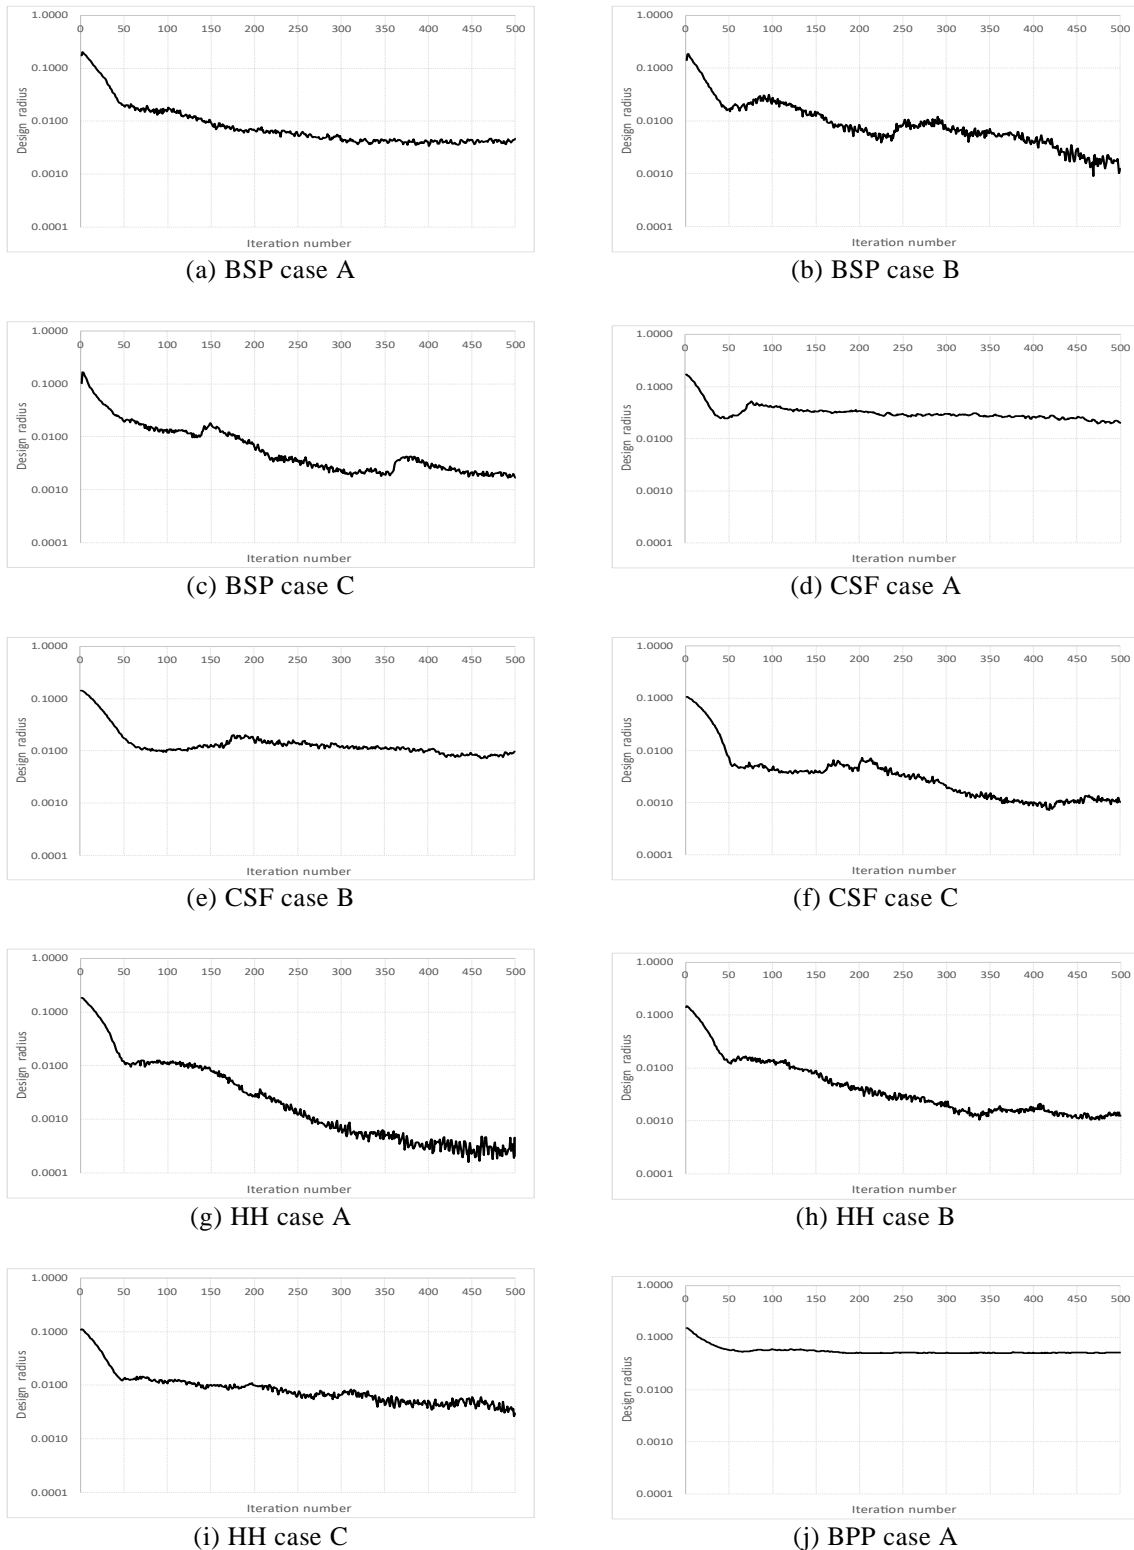 1.0000
0 50 100 150 200 250 300 350 400 450 500
0.1000
0.0100
0.0010
0.0001
Design radius
Iteration number
(a) BSP case A
1.0000
0 50 100 150 200 250 300 350 400 450 500
0.1000
0.0100
0.0010
0.0001
Design radius
Iteration number
(b) BSP case B
1.0000
0 50 100 150 200 250 300 350 400 450 500
0.1000
0.0100
0.0010
0.0001
Design radius
Iteration number
(c) BSP case C
1.0000
0 50 100 150 200 250 300 350 400 450 500
0.1000
0.0100
0.0010
0.0001
Design radius
Iteration number
(d) CSF case A
1.0000
0 50 100 150 200 250 300 350 400 450 500
0.1000
0.0100
0.0010
0.0001
Design radius
Iteration number
(e) CSF case B
1.0000
0 50 100 150 200 250 300 350 400 450 500
0.1000
0.0100
0.0010
0.0001
Design radius
Iteration number
(f) CSF case C
1.0000
0 50 100 150 200 250 300 350 400 450 500
0.1000
0.0100
0.0010
0.0001
Design radius
Iteration number
(g) HH case A
1.0000
0 50 100 150 200 250 300 350 400 450 500
0.1000
0.0100
0.0010
0.0001
Design radius
Iteration number
(h) HH case B
1.0000
0 50 100 150 200 250 300 350 400 450 500
0.1000
0.0100
0.0010
0.0001
Design radius
Iteration number
(i) HH case C
1.0000
0 50 100 150 200 250 300 350 400 450 500
0.1000
0.0100
0.0010
0.0001
Design radius
Iteration number
(j) BPP case A